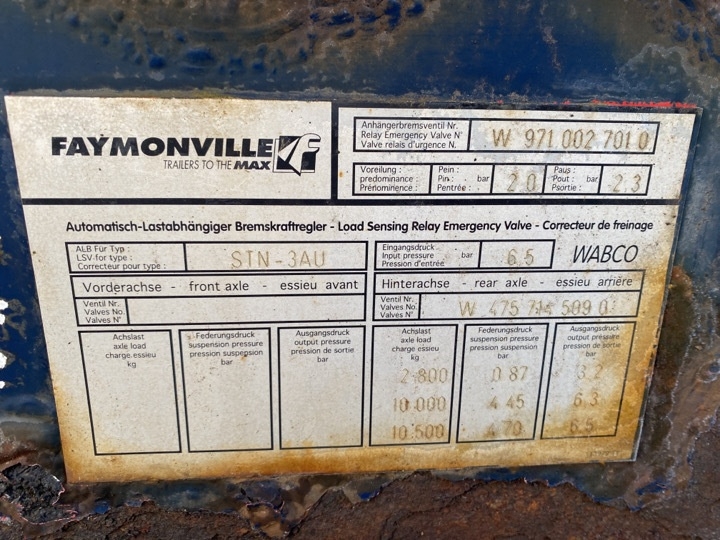 FAYMONVILLE
TRAILERS TO THE MAX
Anhängerbremsventil Nr.
Relay Emergency Valve N°
Valve relais d'urgence N.
W 971 002 701 0
Voreilung :
predominance :
Prénominence :
Pein :
Pin : bar
Pentrée :
2.0
Paus :
Pout : bar
Psortie :
2.3
Automatisch-Lastabhängiger Bremskraftregler - Load Sensing Relay Emergency Valve - Correcteur de freinage
ALB Für Typ :
LSV-for type :
Correcteur pour type :
STN-3AU
Eingangsdruck
Input pressure bar
Pression d'entrée
6.5
WABCO
Vorderachse - front axle - essieu avant
Hinterachse - rear axle - essieu arrière
Ventil Nr.
Valves No.
Valves N°
Ventil Nr.
Valves No.
Valves N°
W 475 714 509 0
Achslast
axle load
charge essieu
kg
Federungsdruck
suspension pressure
pression suspension
bar
Ausgangsdruck
output pressure
pression de sortie
bar
Achslast
axle load
charge essieu
kg
Federungsdruck
suspension pressure
pression suspension
bar
Ausgangsdruck
output pressure
pression de sortie
bar
2 800 0.87 3.2
10 000 4.45 6.3
10 500 4.70 6.5